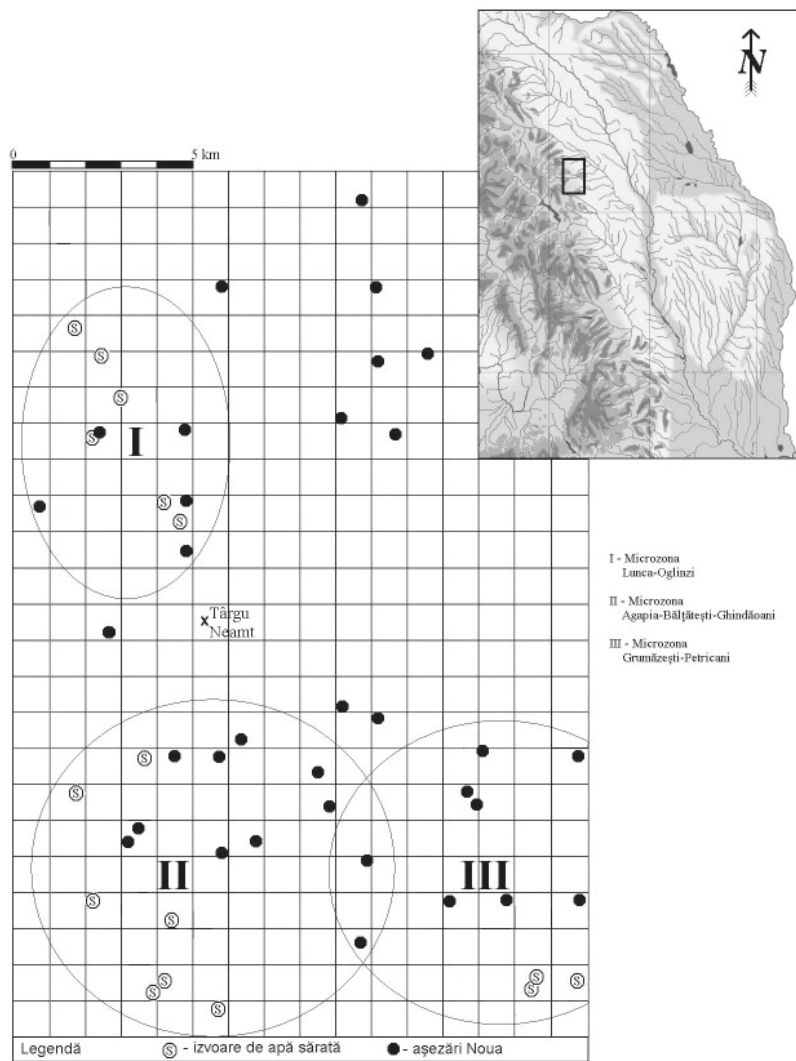 N
0 5 km
I
Târgu
Neamt
II
III
I - Microzona
Lunca-Oglinzi
II - Microzona
Agapia-Bălțătești-Ghindăoani
III - Microzona
Grumăzești-Petricani
Legendă Ⓢ - izvoare de apă sărată ● - așezări Noua